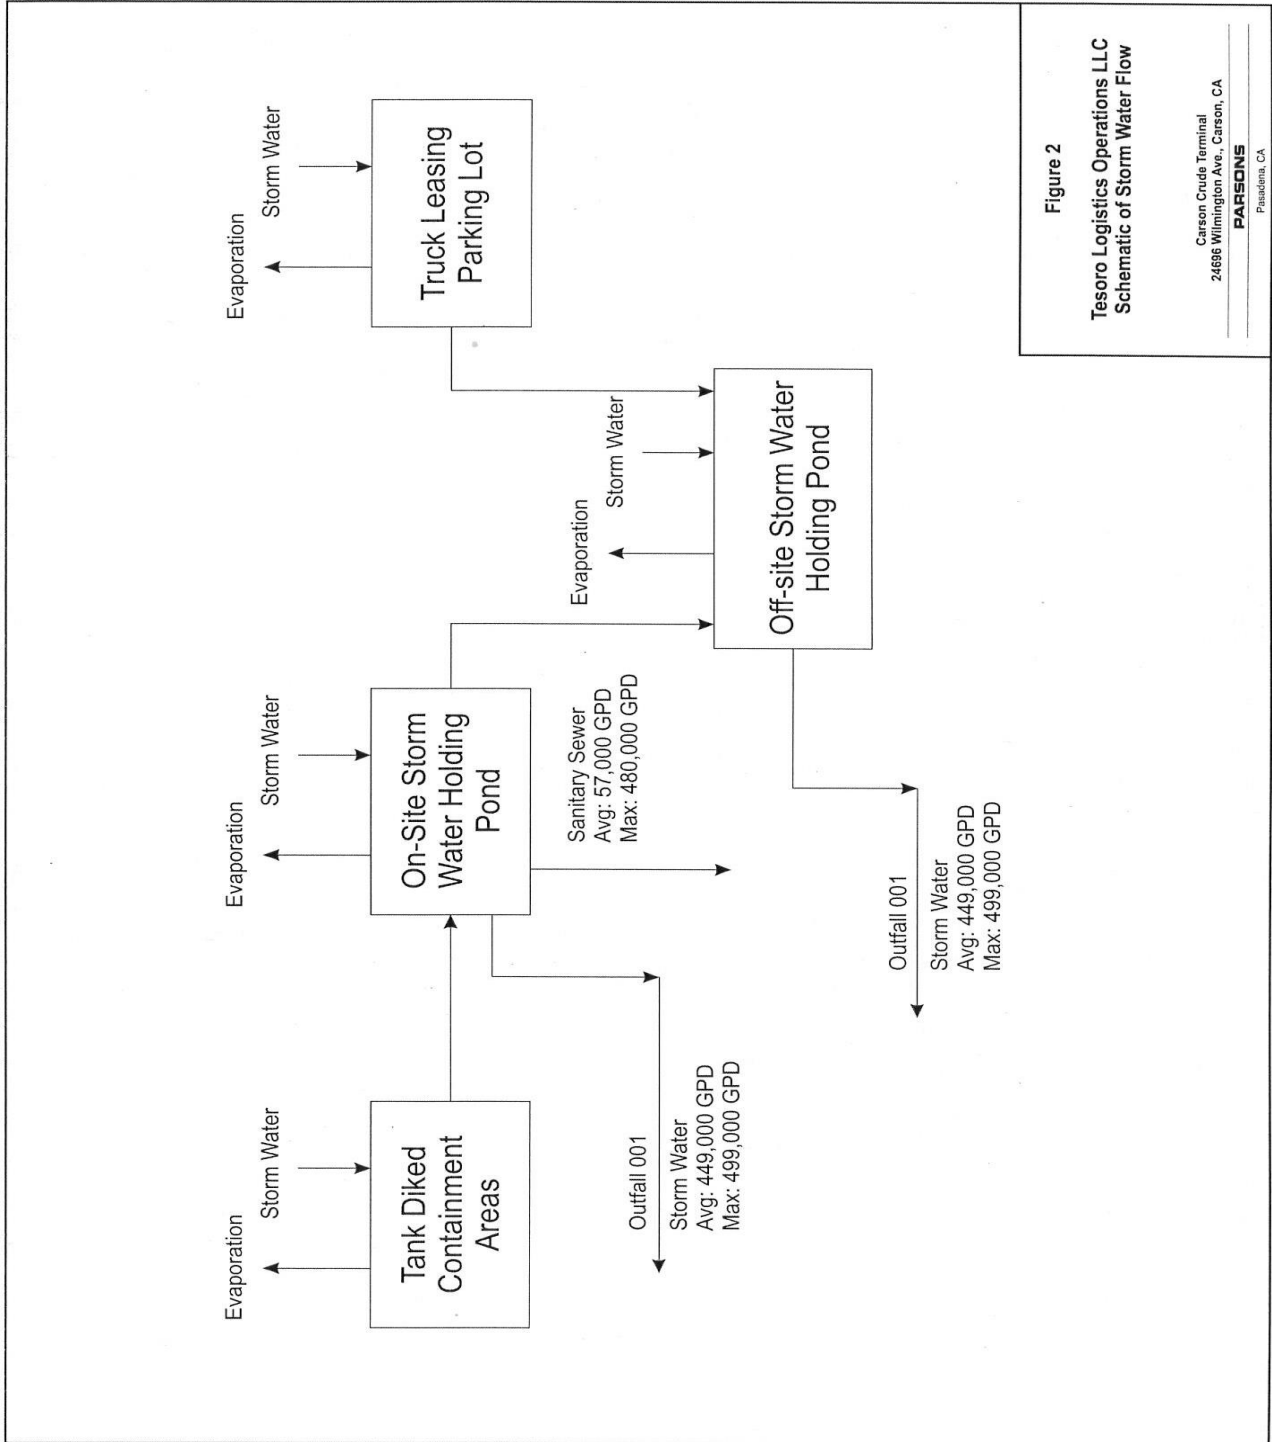 Evaporation
Storm Water
Tank Diked
Containment
Areas
Evaporation
Storm Water
On-Site Storm
Water Holding
Pond
Evaporation
Storm Water
Truck Leasing
Parking Lot
Outfall 001
Storm Water
Avg: 449,000 GPD
Max: 499,000 GPD
Sanitary Sewer
Avg: 57,000 GPD
Max: 480,000 GPD
Evaporation
Storm Water
Off-site Storm Water
Holding Pond
Outfall 001
Storm Water
Avg: 449,000 GPD
Max: 499,000 GPD
Figure 2
Tesoro Logistics Operations LLC
Schematic of Storm Water Flow
Carson Crude Terminal
24696 Wilmington Ave., Carson, CA
PARSONS
Pasadena, CA